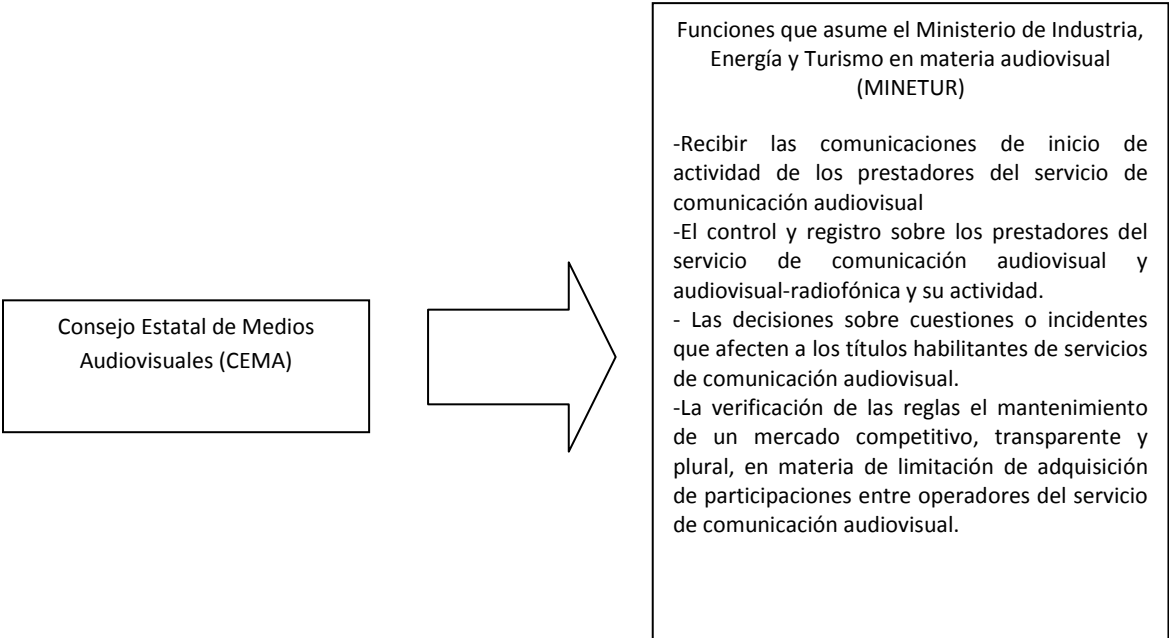 Consejo Estatal de Medios
Audiovisuales (CEMA)
Funciones que asume el Ministerio de Industria,
Energía y Turismo en materia audiovisual
(MINETUR)
-Recibir las comunicaciones de inicio de
actividad de los prestadores del servicio de
comunicación audiovisual
-El control y registro sobre los prestadores del
servicio de comunicación audiovisual y
audiovisual-radiofónica y su actividad.
- Las decisiones sobre cuestiones o incidentes
que afecten a los títulos habilitantes de servicios
de comunicación audiovisual.
-La verificación de las reglas el mantenimiento
de un mercado competitivo, transparente y
plural, en materia de limitación de adquisición
de participaciones entre operadores del servicio
de comunicación audiovisual.